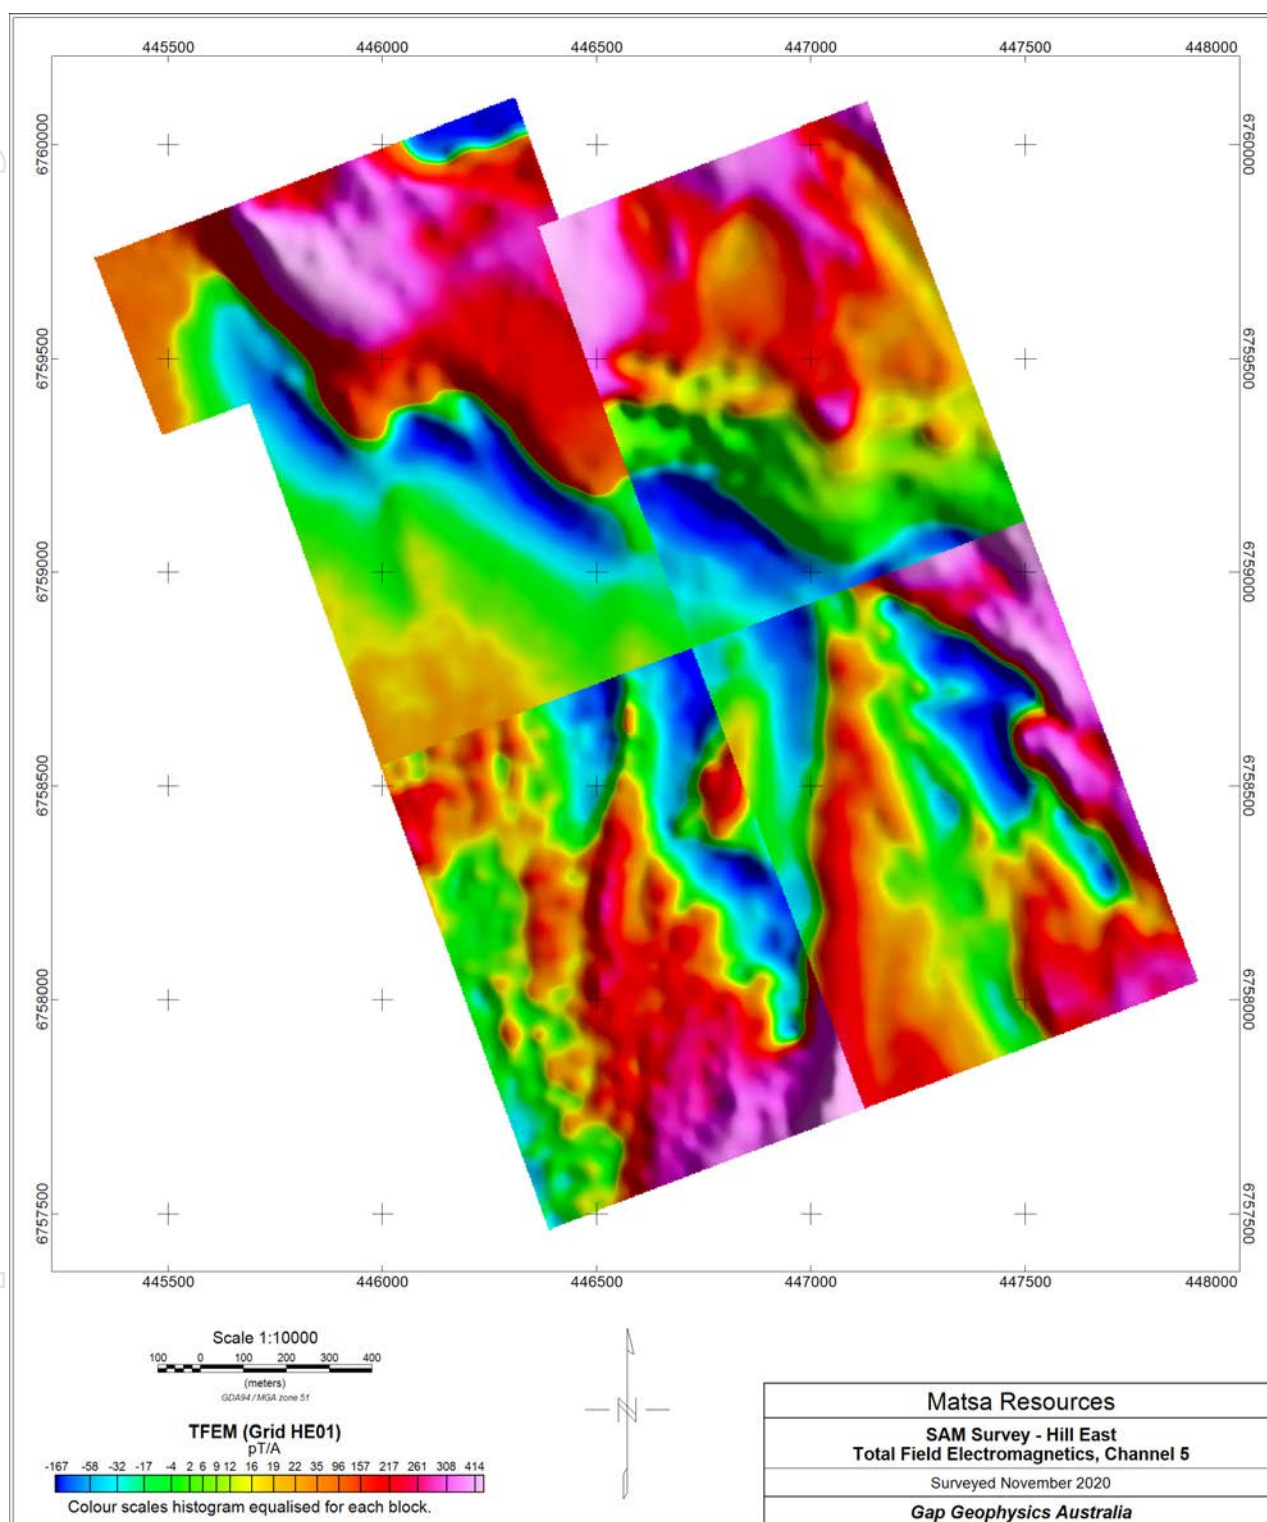 445500 446000 446500 447000 447500 448000
6760000 6760000
6759500 6759500
6759000 6759000
6758500 6758500
6758000 6758000
6757500 6757500
445500 446000 446500 447000 447500 448000
Scale 1:10000
100 0 100 200 300 400
(meters)
GDA94 / MGA zone 51
TFEM (Grid HE01)
pT/A
-167 -58 -32 -17 -4 2 6 9 12 16 19 22 35 96 157 217 261 308 414
Colour scales histogram equalised for each block.
N
Matsa Resources
SAM Survey - Hill East
Total Field Electromagnetics, Channel 5
Surveyed November 2020
Gap Geophysics Australia